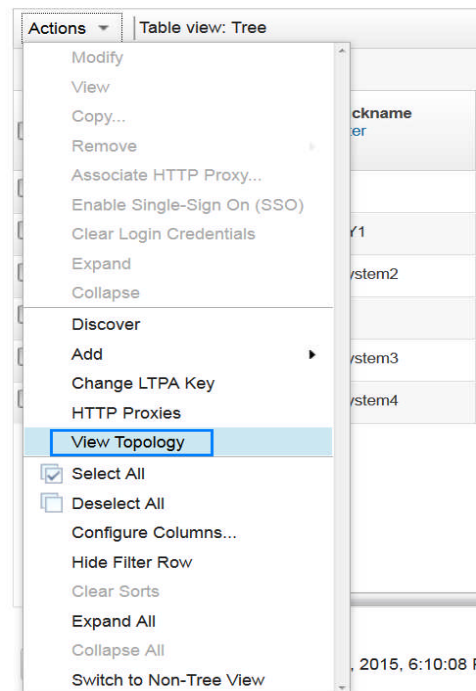 Actions Table view: Tree
Modify
View
Copy...
Remove
Associate HTTP Proxy...
Enable Single-Sign On (SSO)
Clear Login Credentials
Expand
Collapse
Discover
Add
Change LTPA Key
HTTP Proxies
View Topology
Select All
Deselect All
Configure Columns...
Hide Filter Row
Clear Sorts
Expand All
Collapse All
Switch to Non-Tree View
ckname
er
Y1
ystem2
ystem3
ystem4
, 2015, 6:10:08